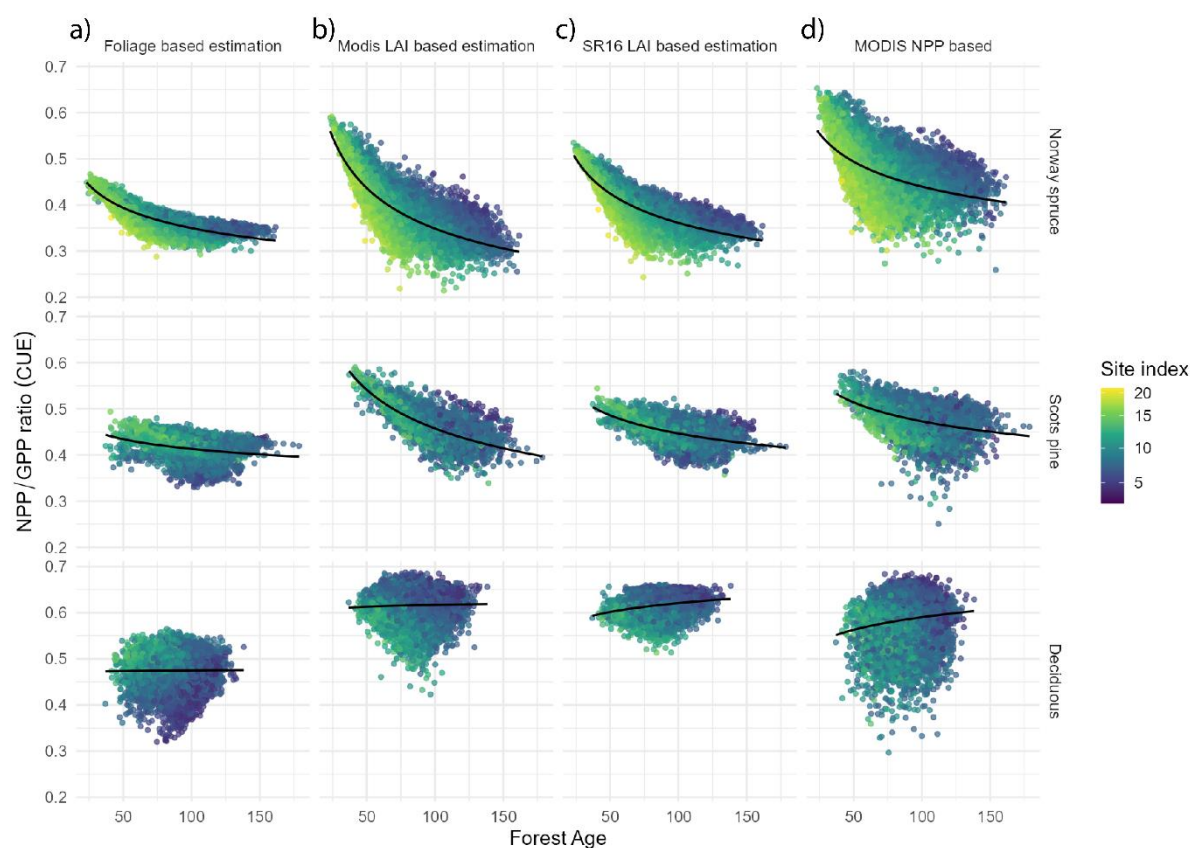 a) b) c) d)
Foliage based estimation Modis LAI based estimation SR16 LAI based estimation MODIS NPP based
0.7
0.6
0.5
0.4
0.3
0.2
Norway spruce
0.7
0.6
0.5
0.4
0.3
0.2
Scots pine
0.7
0.6
0.5
0.4
0.3
0.2
Deciduous
NPP/GPP ratio (CUE)
50 100 150 50 100 150 50 100 150 50 100 150
Forest Age
Site index
20
15
10
5